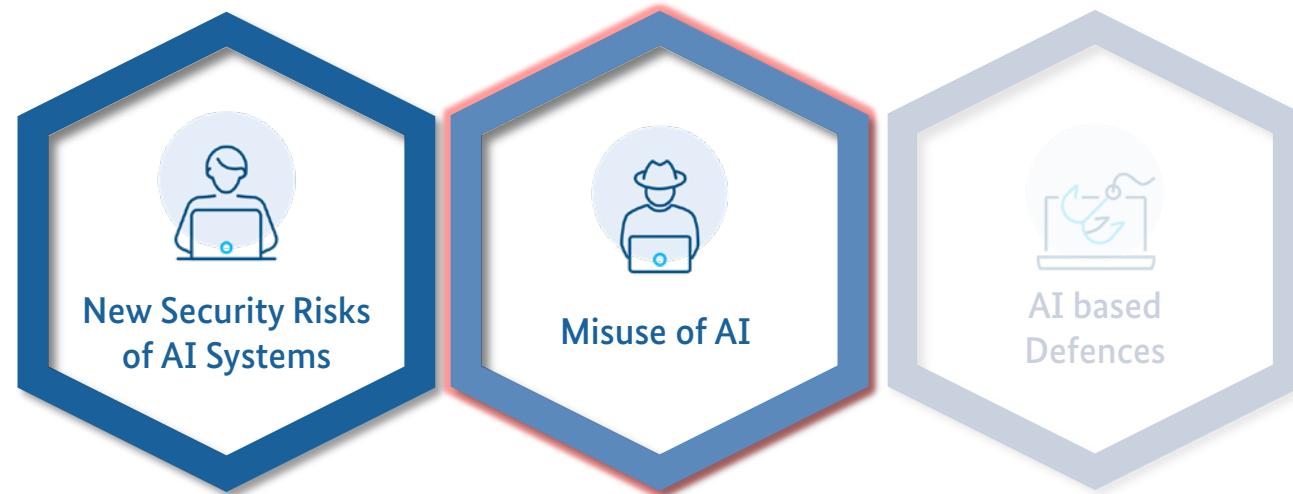 New Security Risks
of AI Systems
Misuse of AI
AI based
Defences